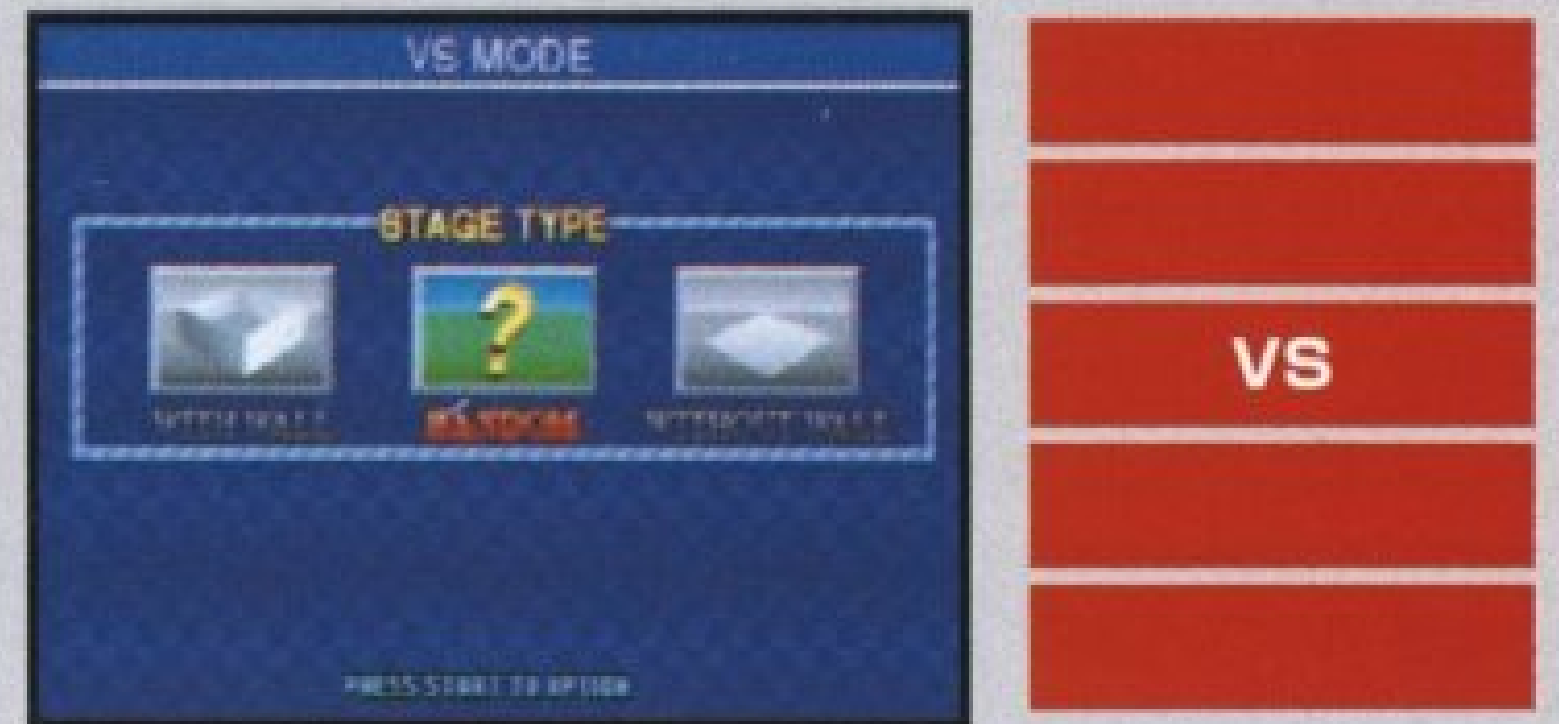 VS MODE
STAGE TYPE
RANDOM
PRESS START TO OPTION
VS